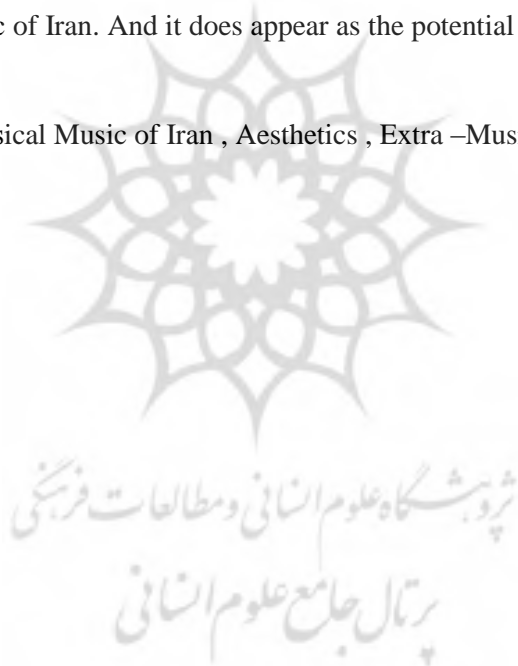 c of Iran. And it does appear as the potential
sical Music of Iran , Aesthetics , Extra –Mus
پژوهشگاه علوم انسانی و مطالعات فرهنگی
پرتال جامع علوم انسانی